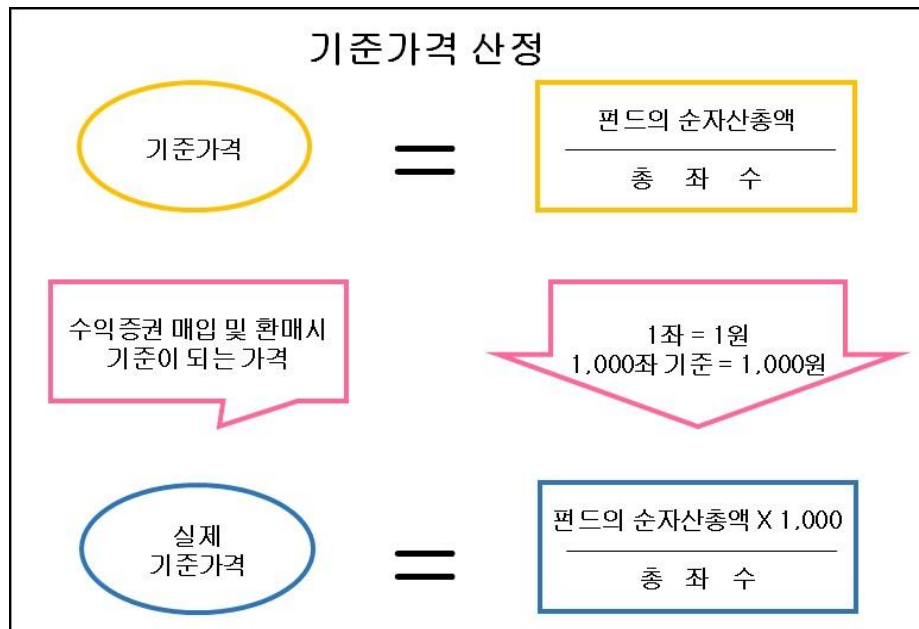 기준가격 산정
기준가격
=
펀드의 순자산총액
총 좌 수
수익증권 매입 및 환매시
기준이 되는 가격
1좌 = 1원
1,000좌 기준 = 1,000원
실제
기준가격
=
펀드의 순자산총액 X 1,000
총 좌 수